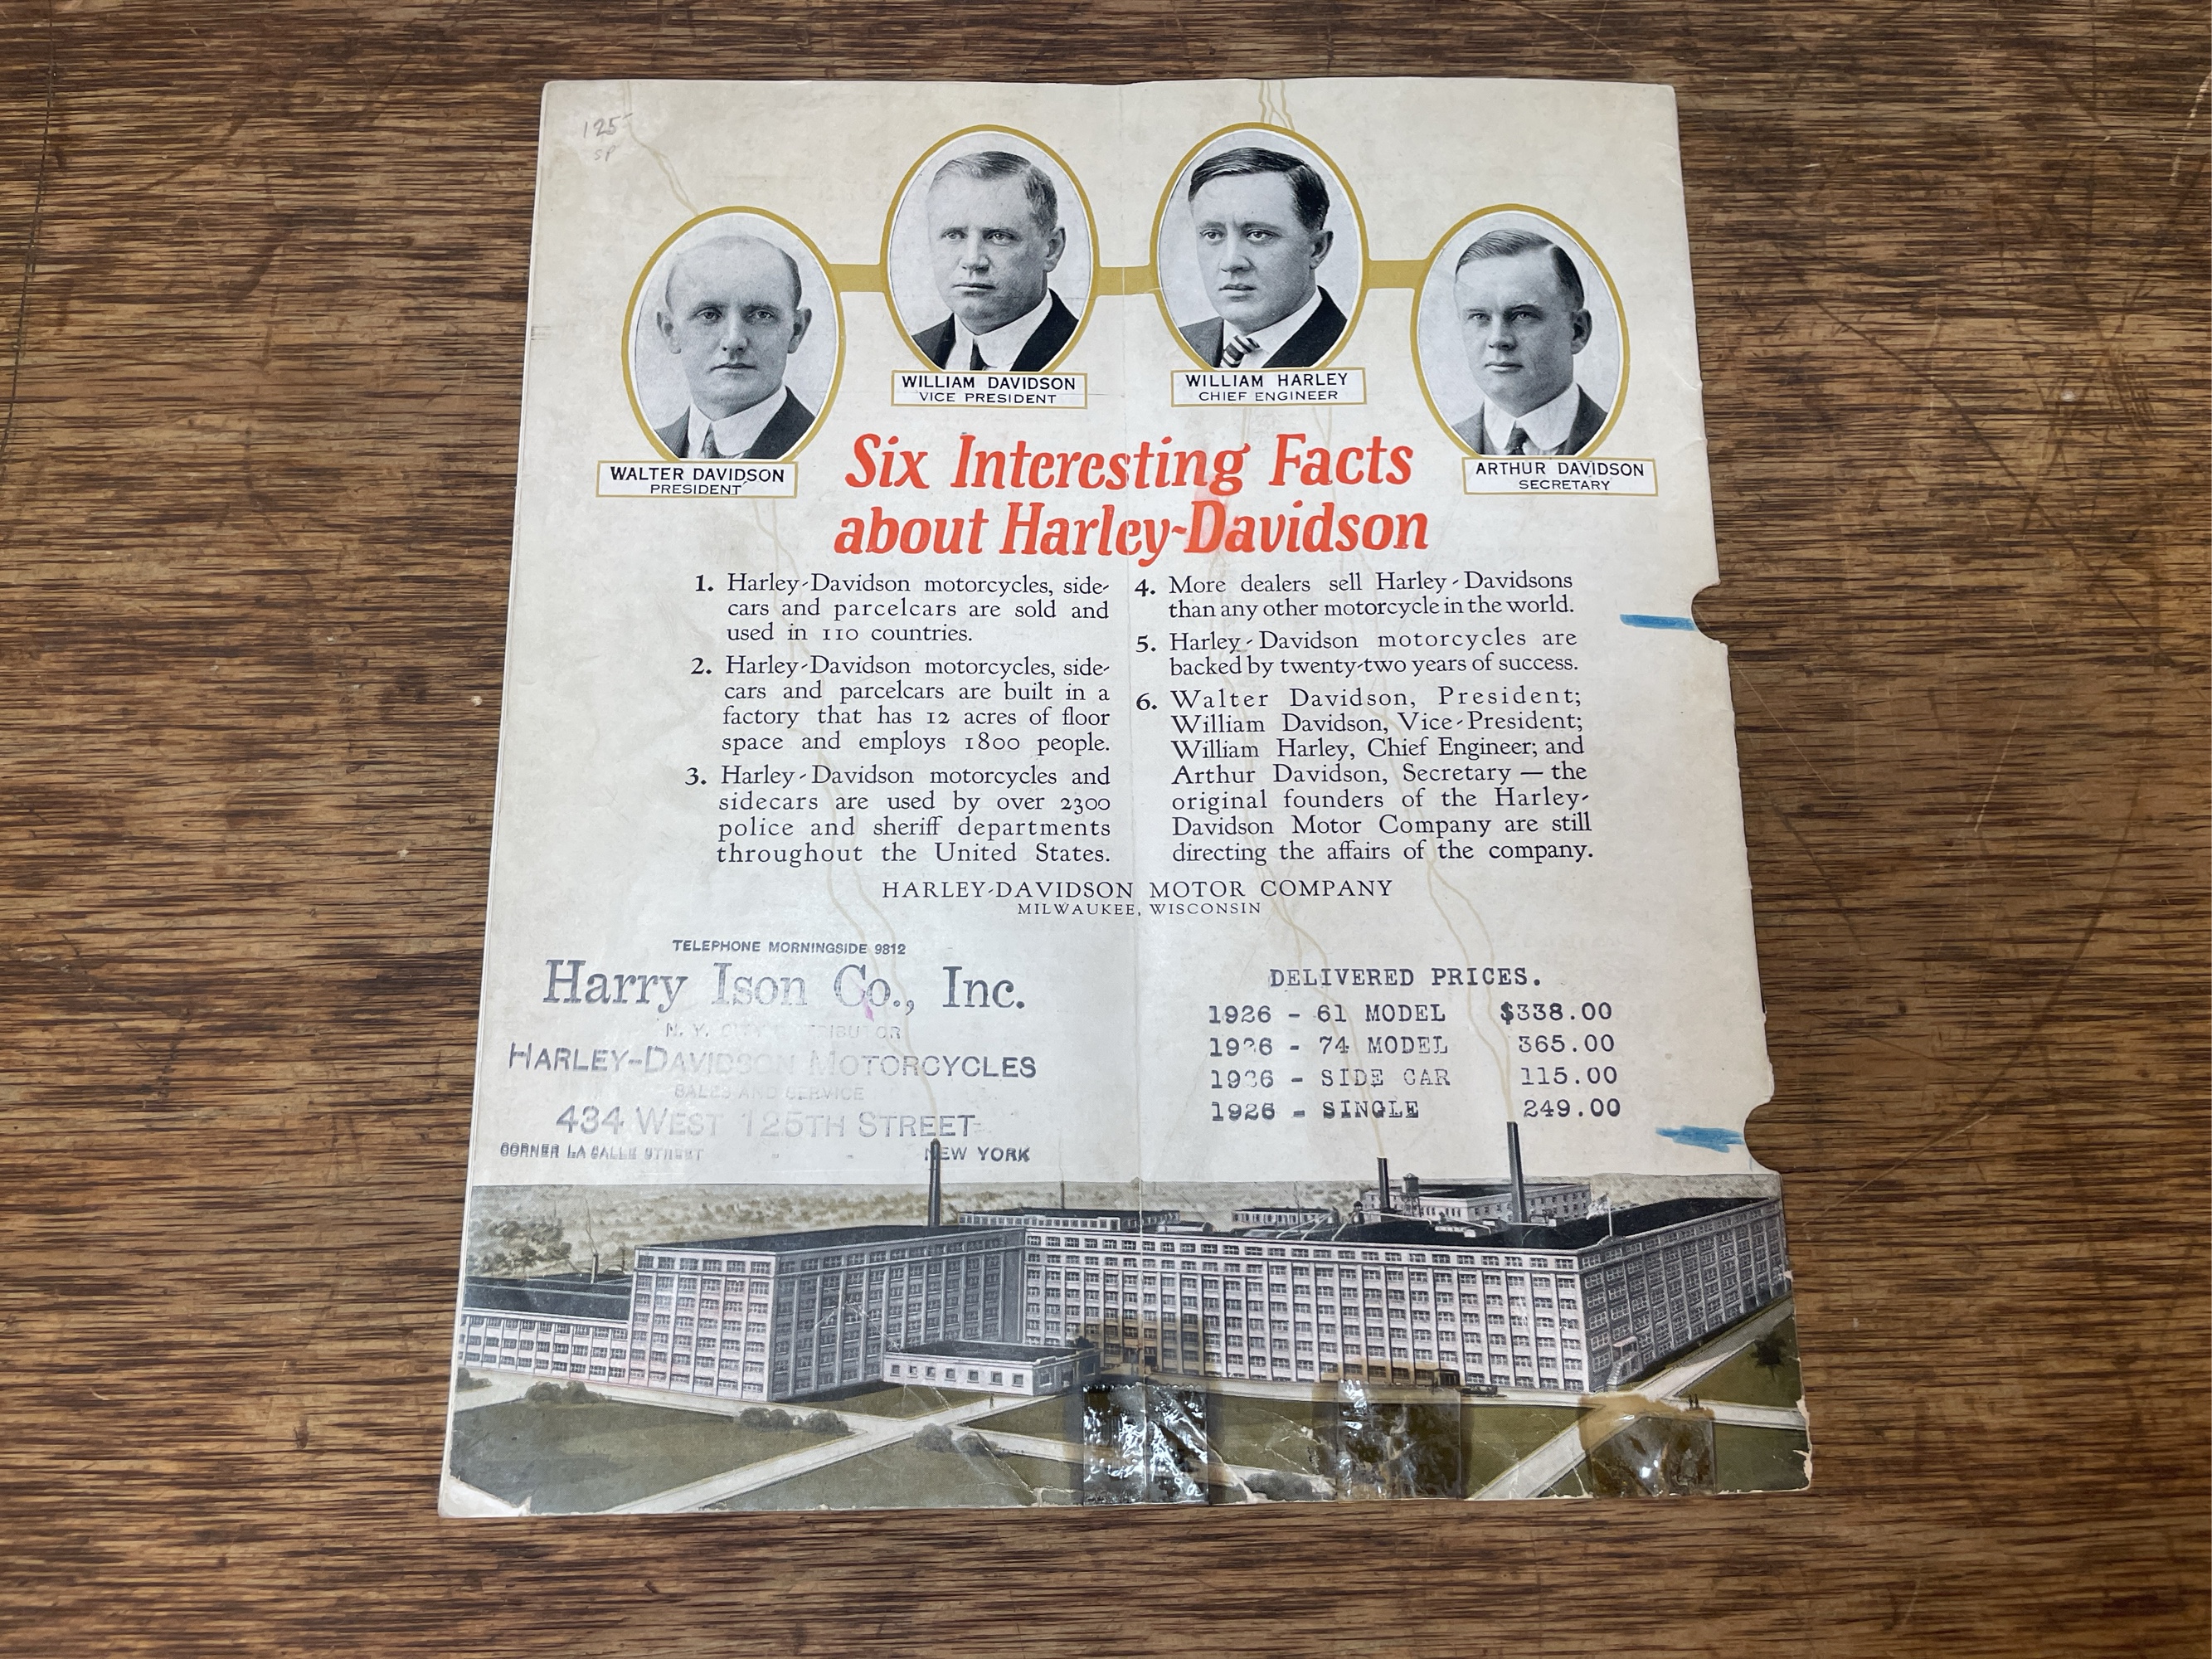 125-
SP
WALTER DAVIDSON
PRESIDENT
WILLIAM DAVIDSON
VICE PRESIDENT
WILLIAM HARLEY
CHIEF ENGINEER
ARTHUR DAVIDSON
SECRETARY
Six Interesting Facts
about Harley-Davidson
1. Harley-Davidson motorcycles, side-
cars and parcelcars are sold and
used in 110 countries.
2. Harley-Davidson motorcycles, side-
cars and parcelcars are built in a
factory that has 12 acres of floor
space and employs 1800 people.
3. Harley-Davidson motorcycles and
sidecars are used by over 2300
police and sheriff departments
throughout the United States.
4. More dealers sell Harley-Davidsons
than any other motorcycle in the world.
5. Harley-Davidson motorcycles are
backed by twenty-two years of success.
6. Walter Davidson, President;
William Davidson, Vice-President;
William Harley, Chief Engineer; and
Arthur Davidson, Secretary — the
original founders of the Harley-
Davidson Motor Company are still
directing the affairs of the company.
HARLEY-DAVIDSON MOTOR COMPANY
MILWAUKEE, WISCONSIN
TELEPHONE MORNINGSIDE 9812
Harry Ison Co., Inc.
N. Y. CITY DISTRIBUTOR
HARLEY-DAVIDSON MOTORCYCLES
SALES AND SERVICE
434 WEST 125TH STREET
CORNER LA SALLE STREET - - NEW YORK
DELIVERED PRICES.
1926 - 61 MODEL $338.00
1926 - 74 MODEL 365.00
1926 - SIDE CAR 115.00
1926 - SINGLE 249.00